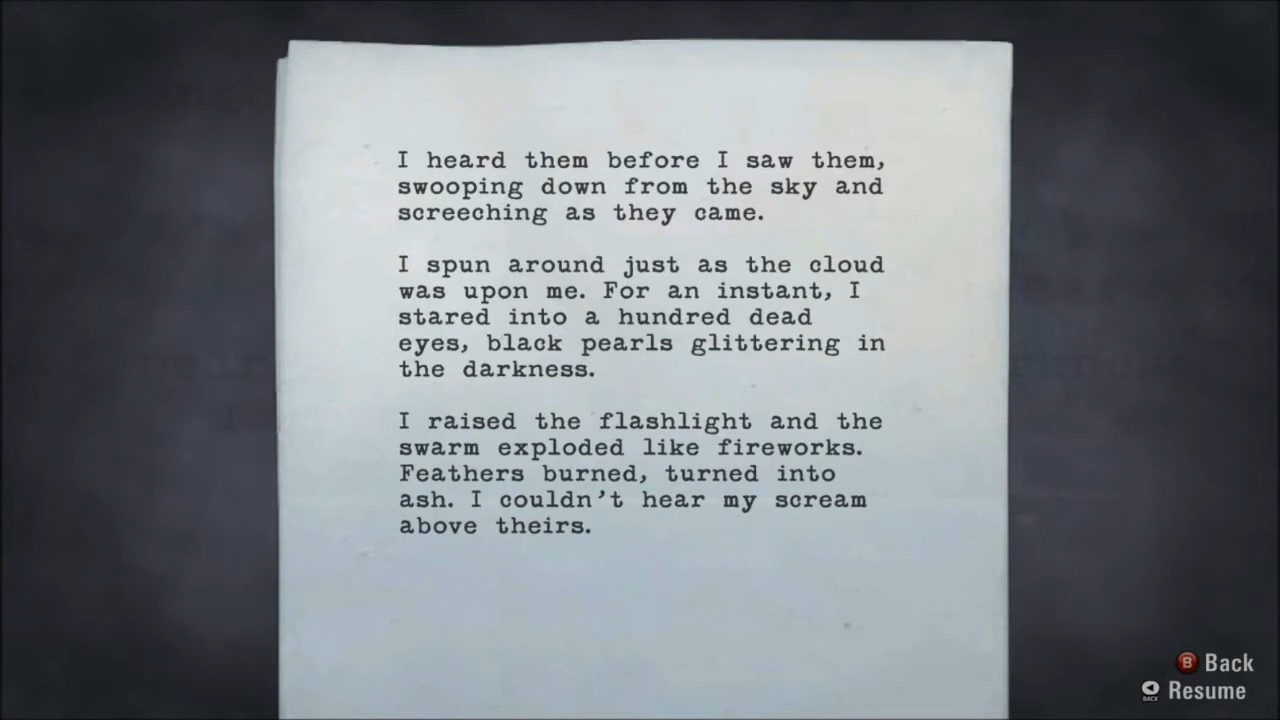 I heard them before I saw them,
swooping down from the sky and
screeching as they came.
I spun around just as the cloud
was upon me. For an instant, I
stared into a hundred dead
eyes, black pearls glittering in
the darkness.
I raised the flashlight and the
swarm exploded like fireworks.
Feathers burned, turned into
ash. I couldn't hear my scream
above theirs.
B Back
BACK Resume